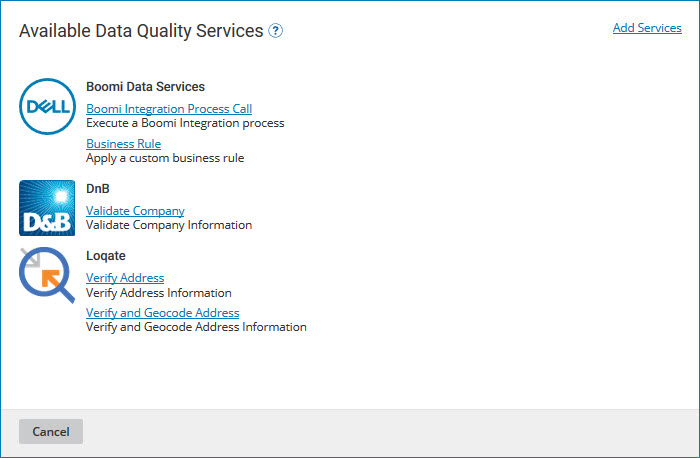 Available Data Quality Services ?
Add Services
DELL
Boomi Data Services
Boomi Integration Process Call
Execute a Boomi Integration process
Business Rule
Apply a custom business rule
D&B
DnB
Validate Company
Validate Company Information
Loqate
Verify Address
Verify Address Information
Verify and Geocode Address
Verify and Geocode Address Information
Cancel